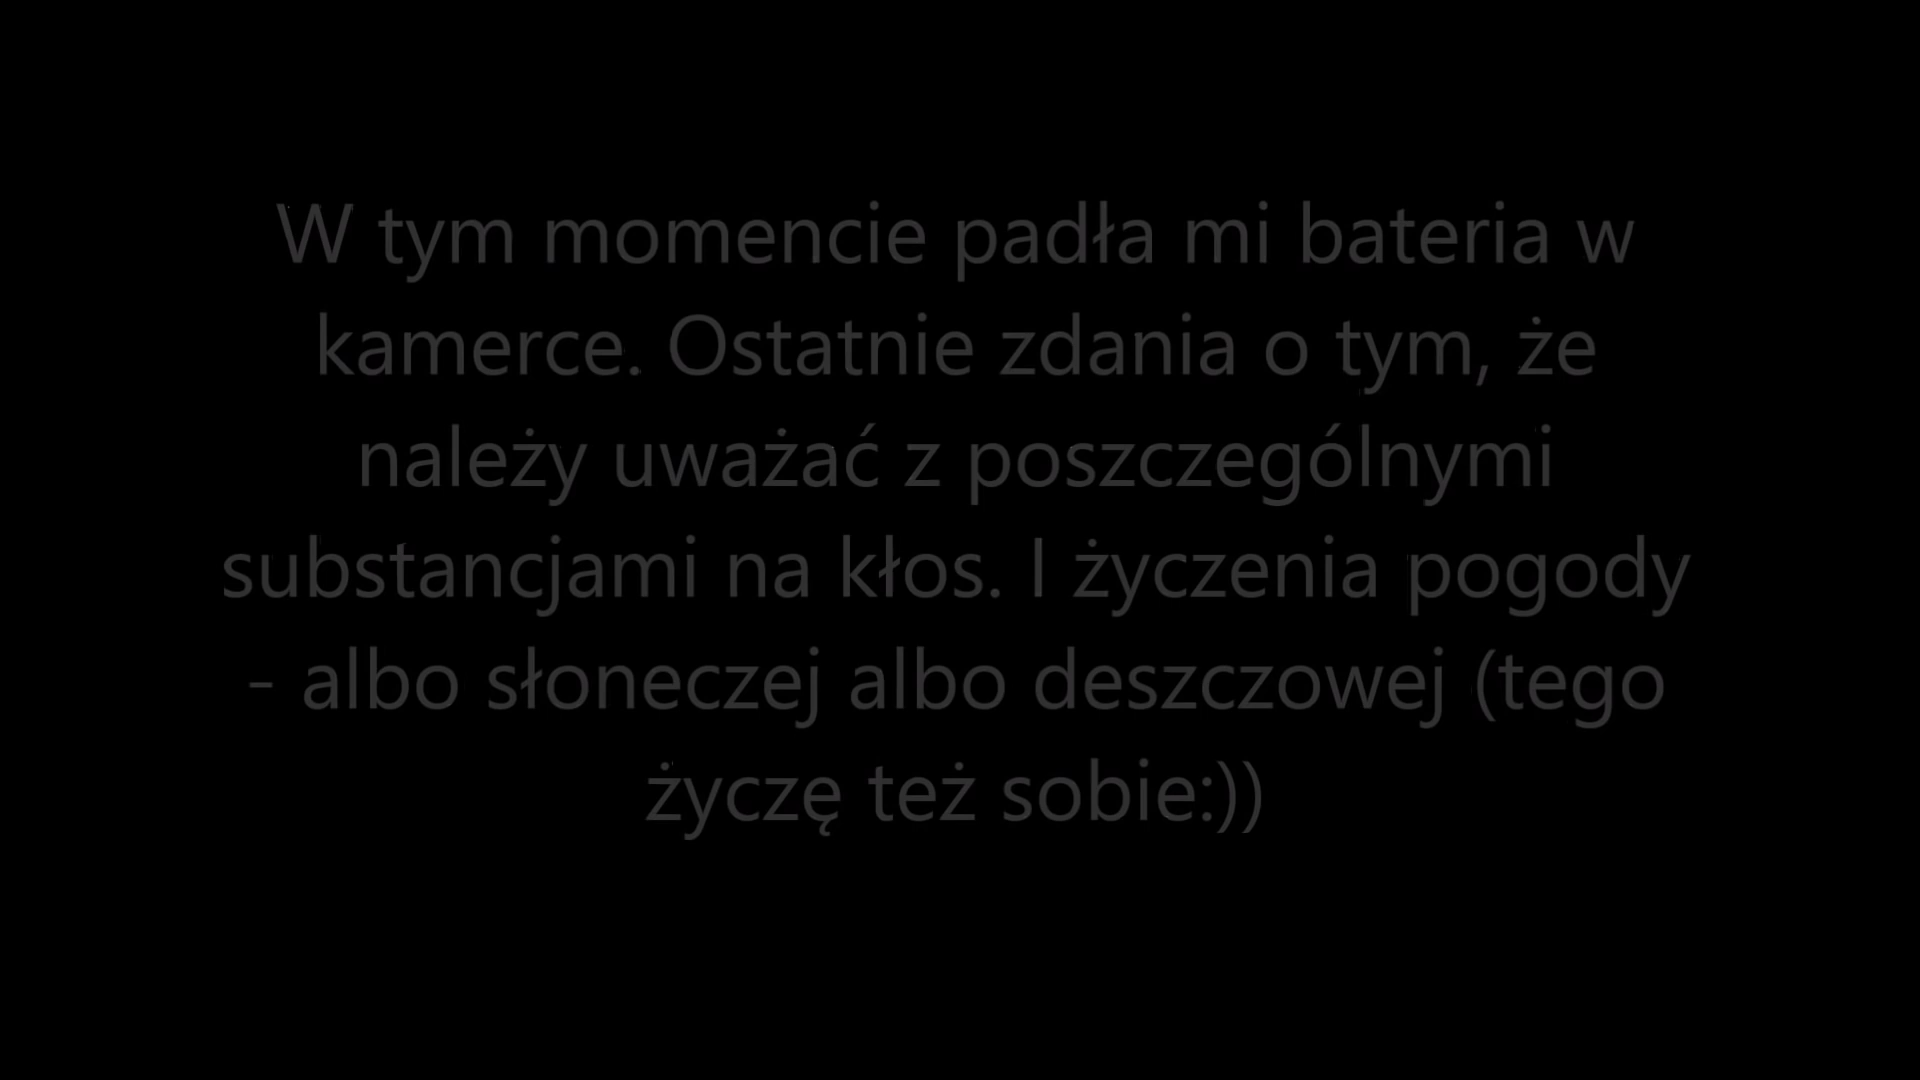 W tym momencie padła mi bateria w
kamerce. Ostatnie zdania o tym, że
należy uważać z poszczególnymi
substancjami na kłos. I życzenia pogody
- albo słoneczej albo deszczowej (tego
życzę też sobie:))